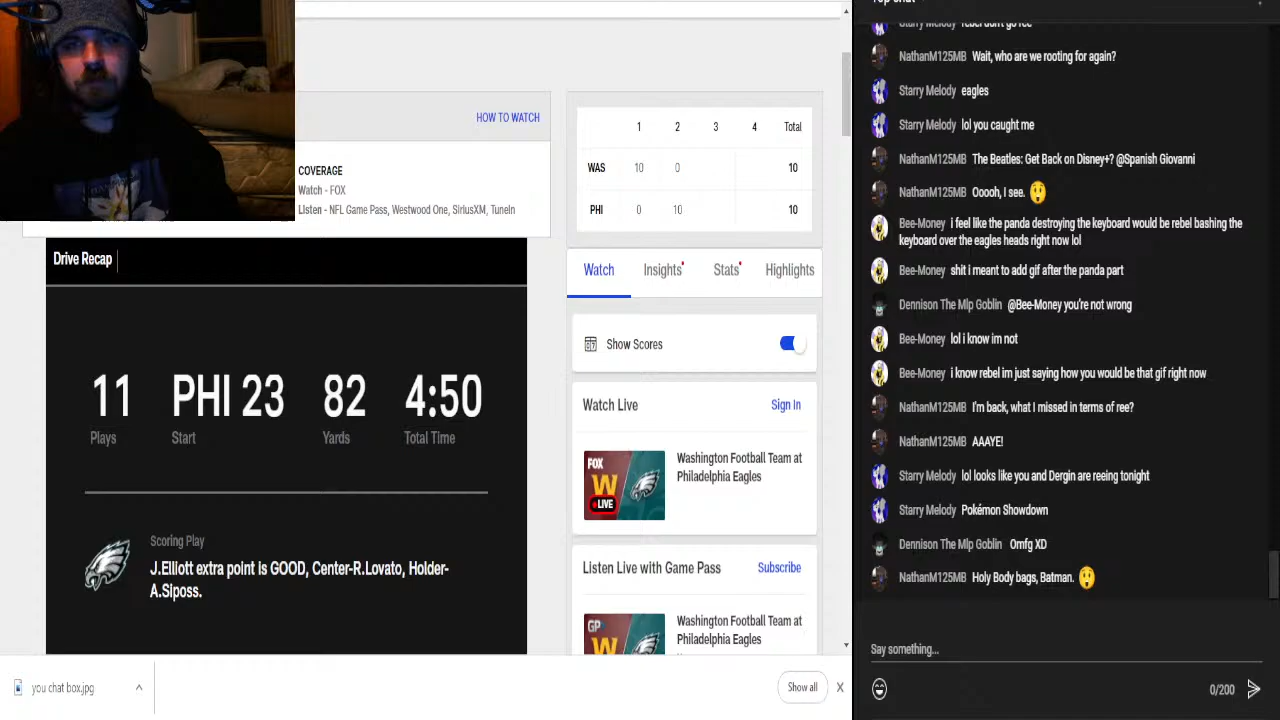 HOW TO WATCH
COVERAGE
Watch - FOX
Listen - NFL Game Pass, Westwood One, SiriusXM, TuneIn
Drive Recap
11 PHI 23 82 4:50
Plays Start Yards Total Time
Scoring Play
J.Elliott extra point is GOOD, Center-R.Lovato, Holder-
A.Siposs.
1 2 3 4 Total
WAS 10 0 10
PHI 0 10 10
Watch Insights Stats Highlights
Show Scores
Watch Live Sign In
FOX
LIVE
Washington Football Team at
Philadelphia Eagles
Listen Live with Game Pass Subscribe
GP
Washington Football Team at
Philadelphia Eagles
you chat box.jpg
Show all X
Starry Melody
NathanM125MB Wait, who are we rooting for again?
Starry Melody eagles
Starry Melody lol you caught me
NathanM125MB The Beatles: Get Back on Disney+? @Spanish Giovanni
NathanM125MB Ooooh, I see. 😲
Bee-Money i feel like the panda destroying the keyboard would be rebel bashing the
keyboard over the eagles heads right now lol
Bee-Money shit i meant to add gif after the panda part
Dennison The Mlp Goblin @Bee-Money you're not wrong
Bee-Money lol i know im not
Bee-Money i know rebel im just saying how you would be that gif right now
NathanM125MB I'm back, what I missed in terms of ree?
NathanM125MB AAAYE!
Starry Melody lol looks like you and Dergin are reeing tonight
Starry Melody Pokémon Showdown
Dennison The Mlp Goblin Omfg XD
NathanM125MB Holy Body bags, Batman. 😲
Say something...
0/200